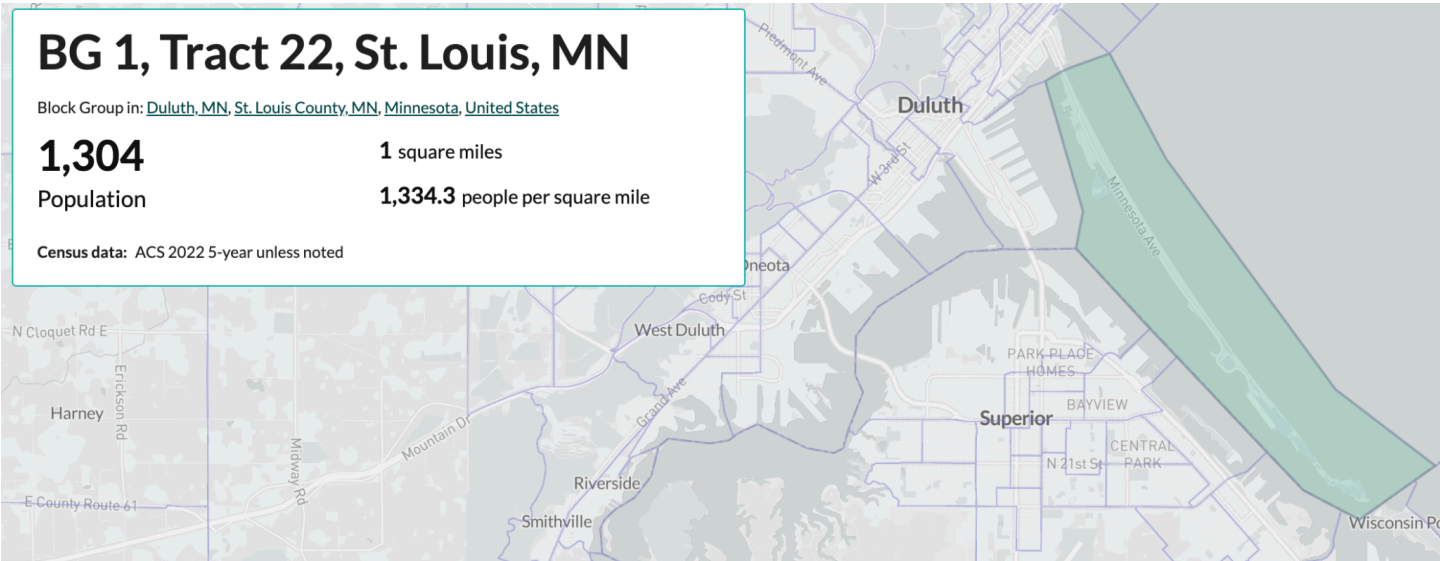 BG 1, Tract 22, St. Louis, MN
Block Group in: Duluth, MN, St. Louis County, MN, Minnesota, United States
1,304
Population
1 square miles
1,334.3 people per square mile
Census data: ACS 2022 5-year unless noted
Piedmont Ave
Duluth
W 3rd St
Minnesota Ave
Oneota
Cody St
West Duluth
N Cloquet Rd E
Erickson Rd
Harney
Midway Rd
Mountain Dr
Grand Ave
E County Route 61
Riverside
Smithville
PARK PLACE
HOMES
BAYVIEW
Superior
CENTRAL
PARK
N 21st St
Wisconsin Po